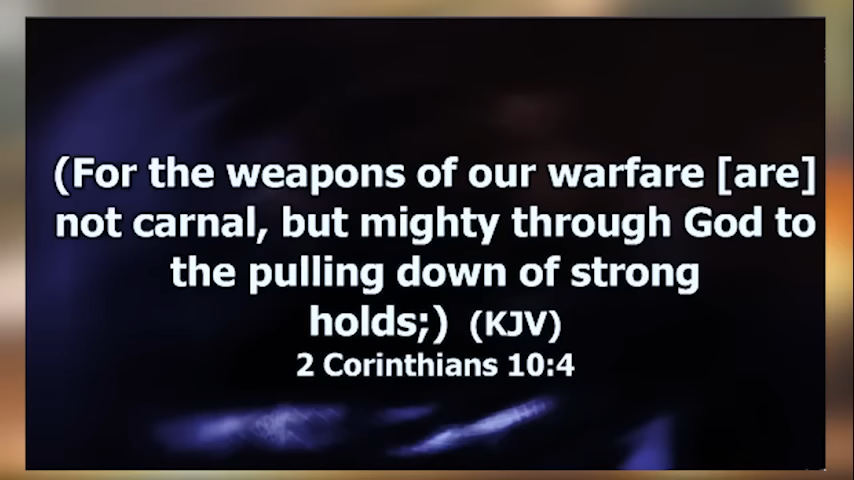 (For the weapons of our warfare [are]
not carnal, but mighty through God to
the pulling down of strong
holds;) (KJV)
2 Corinthians 10:4